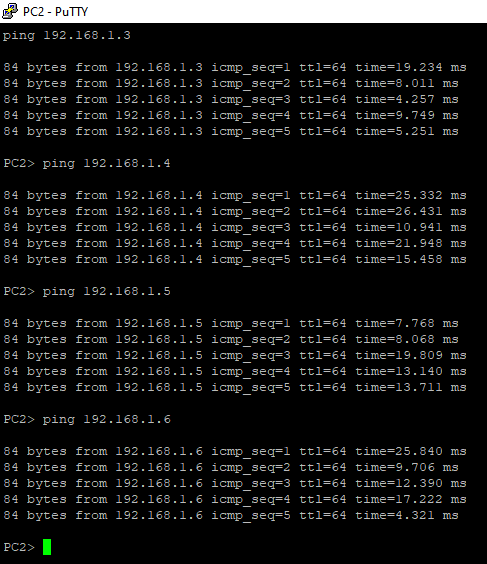 PC2 - PuTTY
ping 192.168.1.3
84 bytes from 192.168.1.3 icmp_seq=1 ttl=64 time=19.234 ms
84 bytes from 192.168.1.3 icmp_seq=2 ttl=64 time=8.011 ms
84 bytes from 192.168.1.3 icmp_seq=3 ttl=64 time=4.257 ms
84 bytes from 192.168.1.3 icmp_seq=4 ttl=64 time=9.749 ms
84 bytes from 192.168.1.3 icmp_seq=5 ttl=64 time=5.251 ms
PC2> ping 192.168.1.4
84 bytes from 192.168.1.4 icmp_seq=1 ttl=64 time=25.332 ms
84 bytes from 192.168.1.4 icmp_seq=2 ttl=64 time=26.431 ms
84 bytes from 192.168.1.4 icmp_seq=3 ttl=64 time=10.941 ms
84 bytes from 192.168.1.4 icmp_seq=4 ttl=64 time=21.948 ms
84 bytes from 192.168.1.4 icmp_seq=5 ttl=64 time=15.458 ms
PC2> ping 192.168.1.5
84 bytes from 192.168.1.5 icmp_seq=1 ttl=64 time=7.768 ms
84 bytes from 192.168.1.5 icmp_seq=2 ttl=64 time=8.068 ms
84 bytes from 192.168.1.5 icmp_seq=3 ttl=64 time=19.809 ms
84 bytes from 192.168.1.5 icmp_seq=4 ttl=64 time=13.140 ms
84 bytes from 192.168.1.5 icmp_seq=5 ttl=64 time=13.711 ms
PC2> ping 192.168.1.6
84 bytes from 192.168.1.6 icmp_seq=1 ttl=64 time=25.840 ms
84 bytes from 192.168.1.6 icmp_seq=2 ttl=64 time=9.706 ms
84 bytes from 192.168.1.6 icmp_seq=3 ttl=64 time=12.390 ms
84 bytes from 192.168.1.6 icmp_seq=4 ttl=64 time=17.222 ms
84 bytes from 192.168.1.6 icmp_seq=5 ttl=64 time=4.321 ms
PC2>